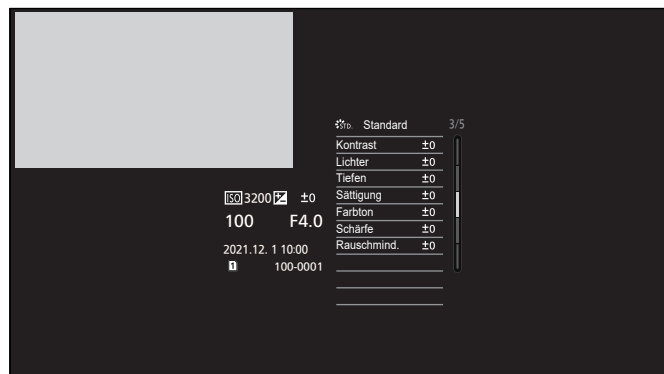 STD. Standard 3/5
Kontrast ±0
Lichter ±0
Tiefen ±0
Sättigung ±0
Farbton ±0
Schärfe ±0
Rauschmind. ±0
ISO 3200 ±0
100 F4.0
2021.12. 1 10:00
1 100-0001